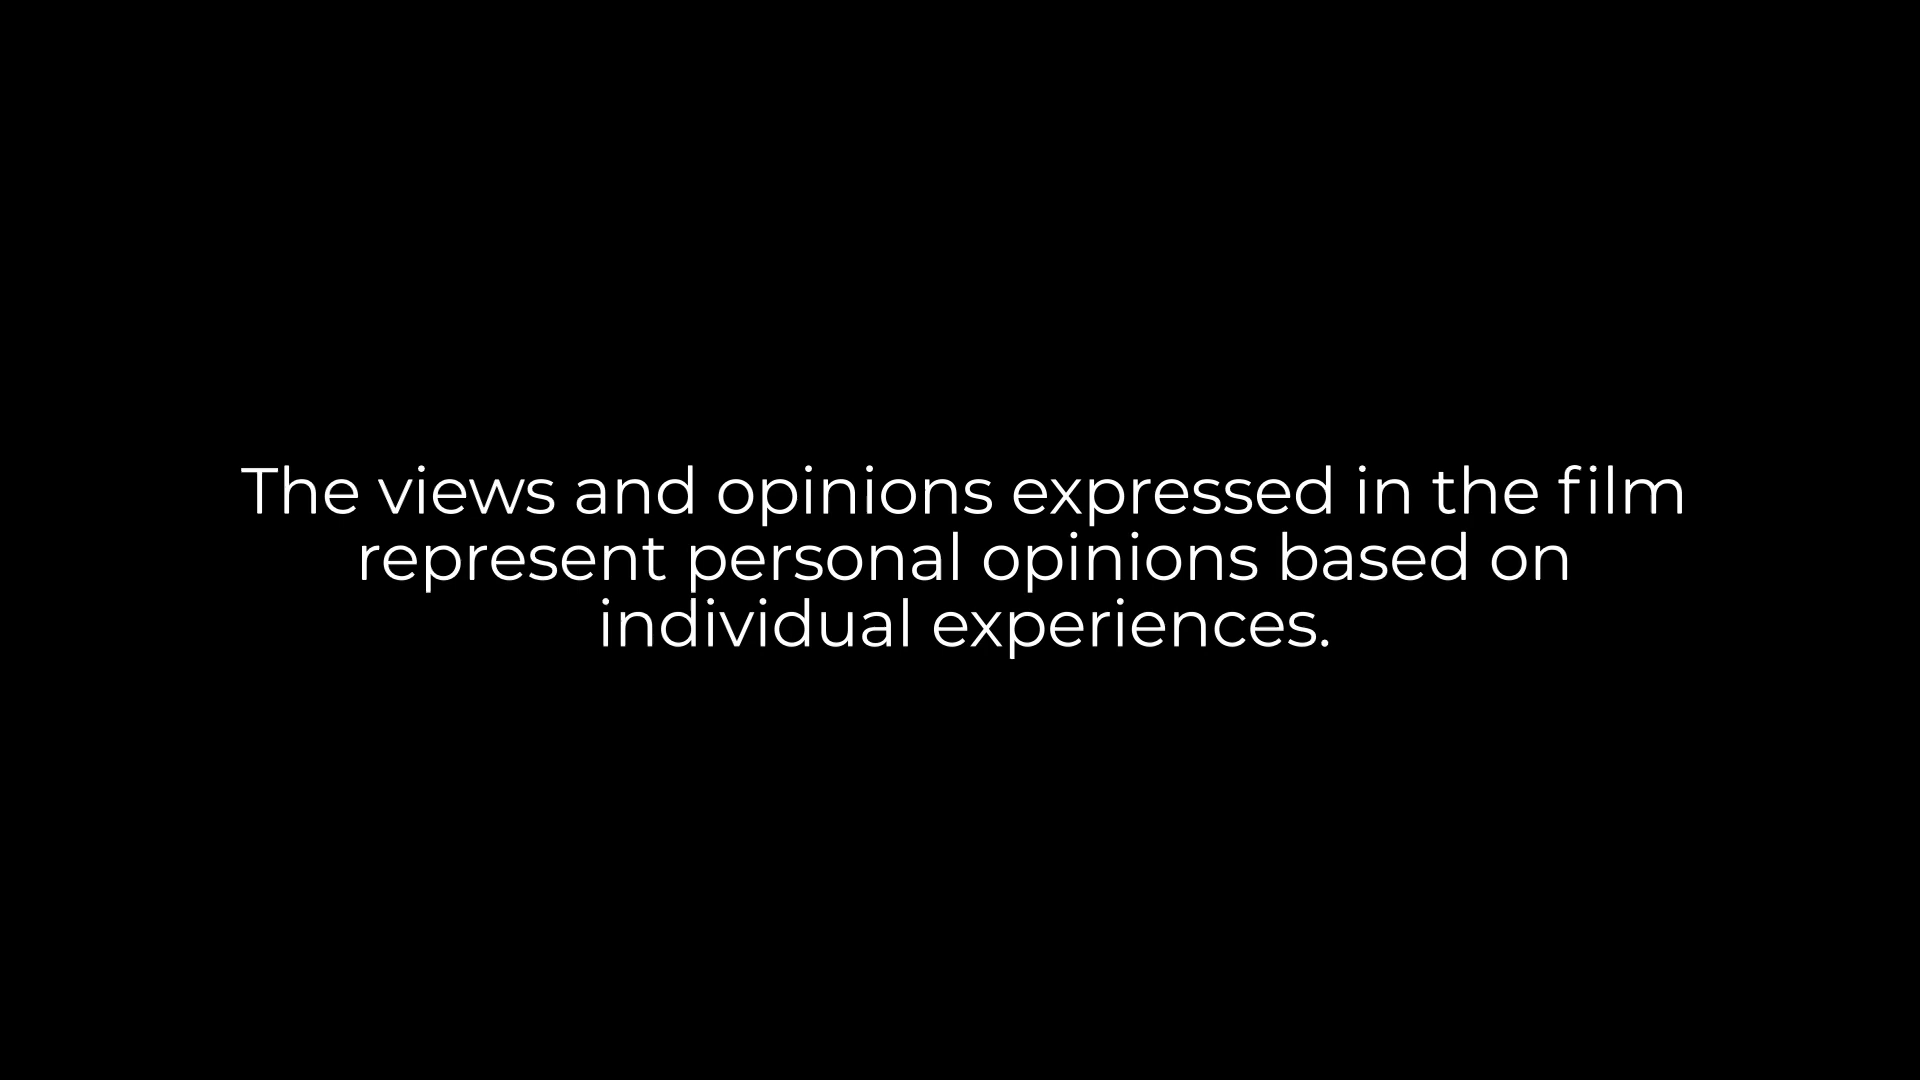 The views and opinions expressed in the film
represent personal opinions based on
individual experiences.